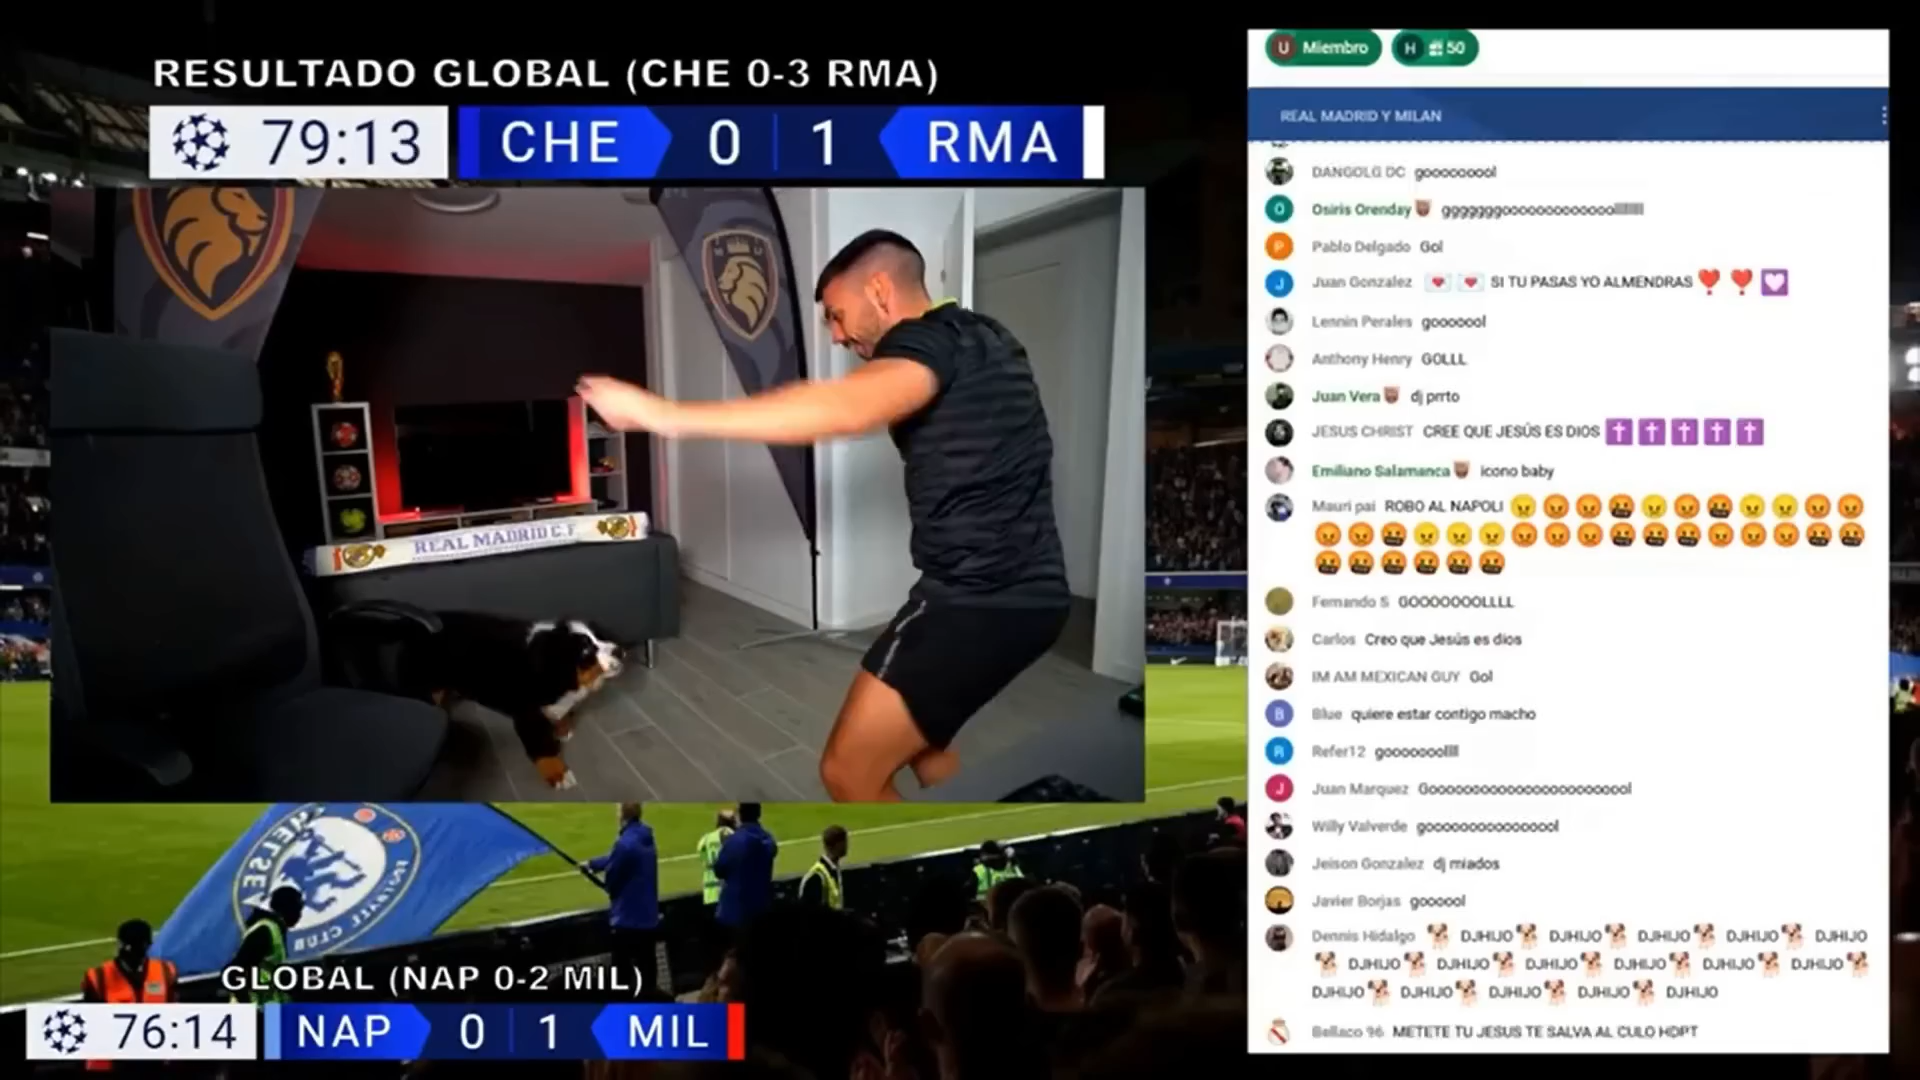 RESULTADO GLOBAL (CHE 0-3 RMA)
79:13 CHE 0 1 RMA
REAL MADRID C.F
CHELSEA
FOOTBALL CLUB
GLOBAL (NAP 0-2 MIL)
76:14 NAP 0 1 MIL
U Miembro H 50
REAL MADRID Y MILAN
DANGOLG DC gooooooool
O Osiris Orenday gggggggooooooooooooolllllll
P Pablo Delgado Gol
J Juan Gonzalez 💌 💌 SI TU PASAS YO ALMENDRAS ❣️ ❣️ 💟
Lennin Perales gooooool
Anthony Henry GOLLL
Juan Vera dj prrto
JESUS CHRIST CREE QUE JESÚS ES DIOS ✝️✝️✝️✝️✝️
Emiliano Salamanca icono baby
Mauri pai ROBO AL NAPOLI 😠😡😡🤬😠😡🤬😠😠😡😡
😡😡🤬😠😠😠😡😡😡🤬🤬🤬😡😡😡🤬🤬
🤬🤬🤬🤬🤬🤬
Fernando S GOOOOOOOLLLL
Carlos Creo que Jesús es dios
IM AM MEXICAN GUY Gol
B Blue quiere estar contigo macho
R Refer12 goooooooollll
J Juan Marquez Goooooooooooooooooooooool
Willy Valverde gooooooooooooooool
Jeison Gonzalez dj miados
Javier Borjas goooool
Dennis Hidalgo 🐕 DJHIJO🐕 DJHIJO🐕 DJHIJO🐕 DJHIJO🐕 DJHIJO
🐕 DJHIJO🐕 DJHIJO🐕 DJHIJO🐕 DJHIJO🐕 DJHIJO🐕 DJHIJO🐕
DJHIJO🐕 DJHIJO🐕 DJHIJO🐕 DJHIJO🐕 DJHIJO
Bellaco 96 METETE TU JESUS TE SALVA AL CULO HDPT